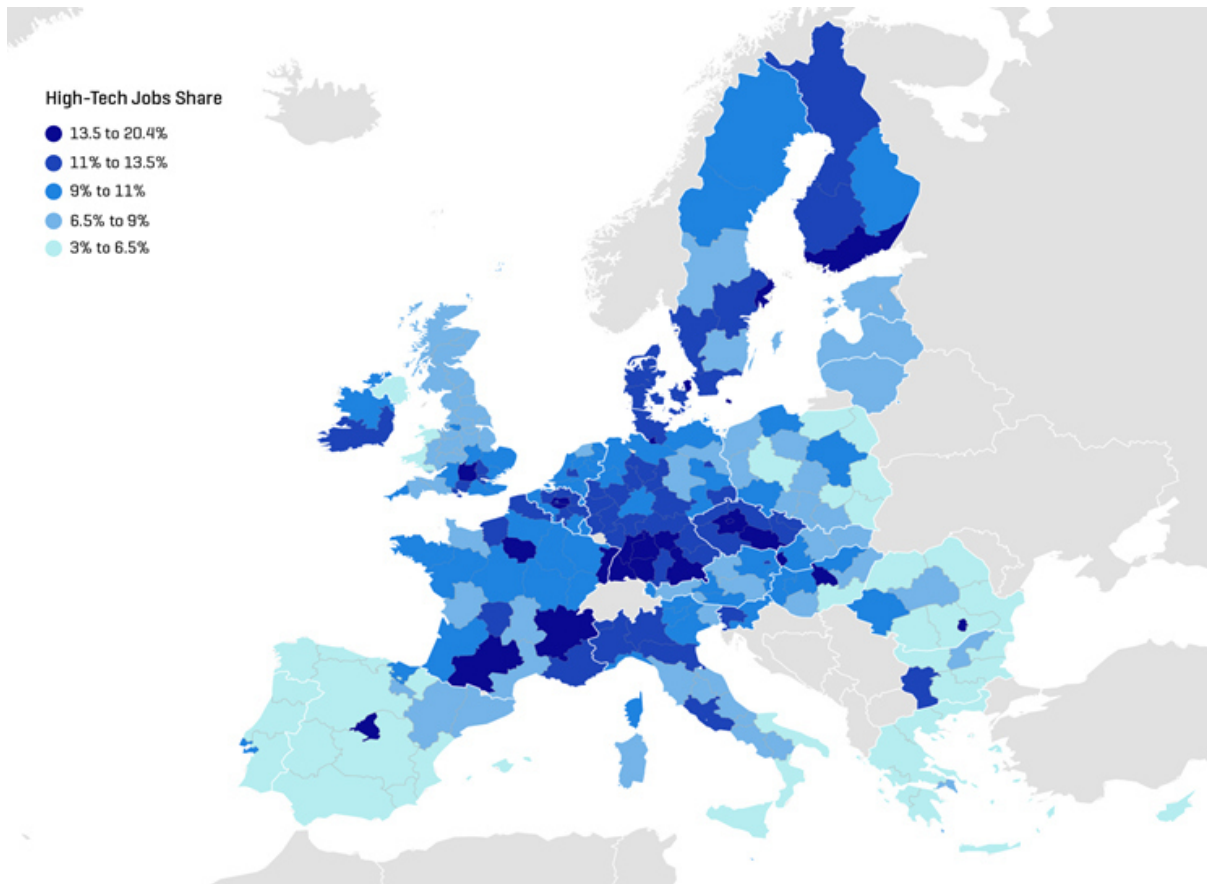 High-Tech Jobs Share
13.5 to 20.4%
11% to 13.5%
9% to 11%
6.5% to 9%
3% to 6.5%